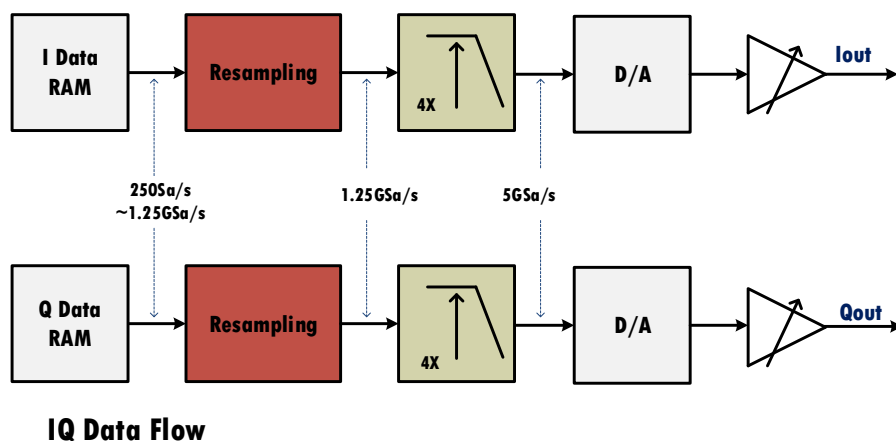 I Data
RAM
Resampling
4X
D/A
Iout
250Sa/s
~1.25GSa/s
1.25GSa/s
5GSa/s
Q Data
RAM
Resampling
4X
D/A
Qout
IQ Data Flow